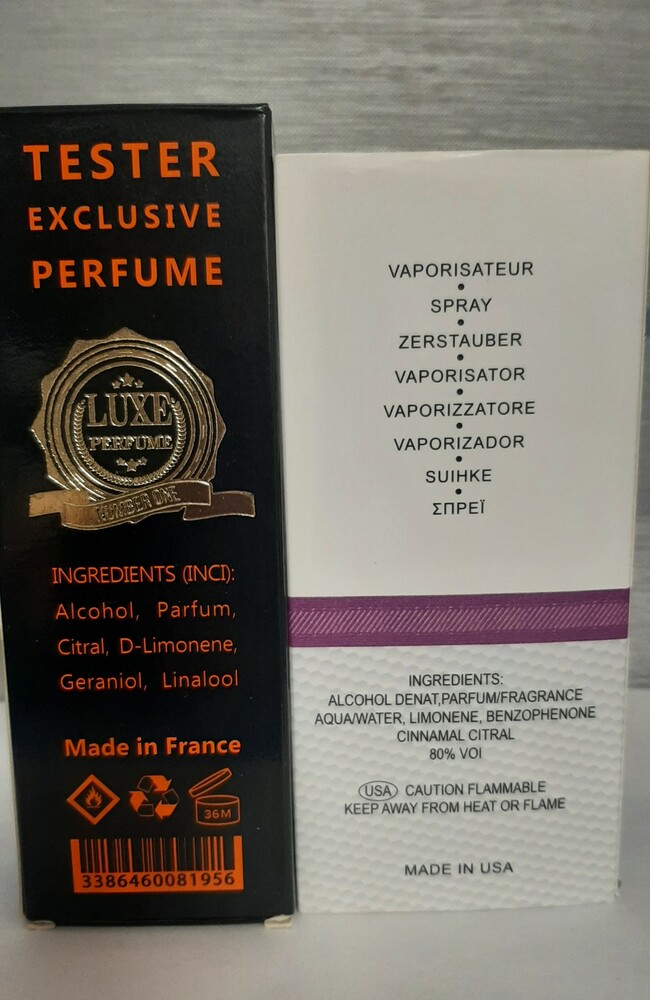 TESTER
EXCLUSIVE
PERFUME
LUXE
PERFUME
NUMBER ONE
INGREDIENTS (INCI):
Alcohol, Parfum,
Citral, D-Limonene,
Geraniol, Linalool
Made in France
36M
3386460081956
VAPORISATEUR
SPRAY
ZERSTAUBER
VAPORISATOR
VAPORIZZATORE
VAPORIZADOR
SUIHKE
ΣΠΡΕΪ
INGREDIENTS:
ALCOHOL DENAT,PARFUM/FRAGRANCE
AQUA/WATER, LIMONENE, BENZOPHENONE
CINNAMAL CITRAL
80% VOI
USA CAUTION FLAMMABLE
KEEP AWAY FROM HEAT OR FLAME
MADE IN USA